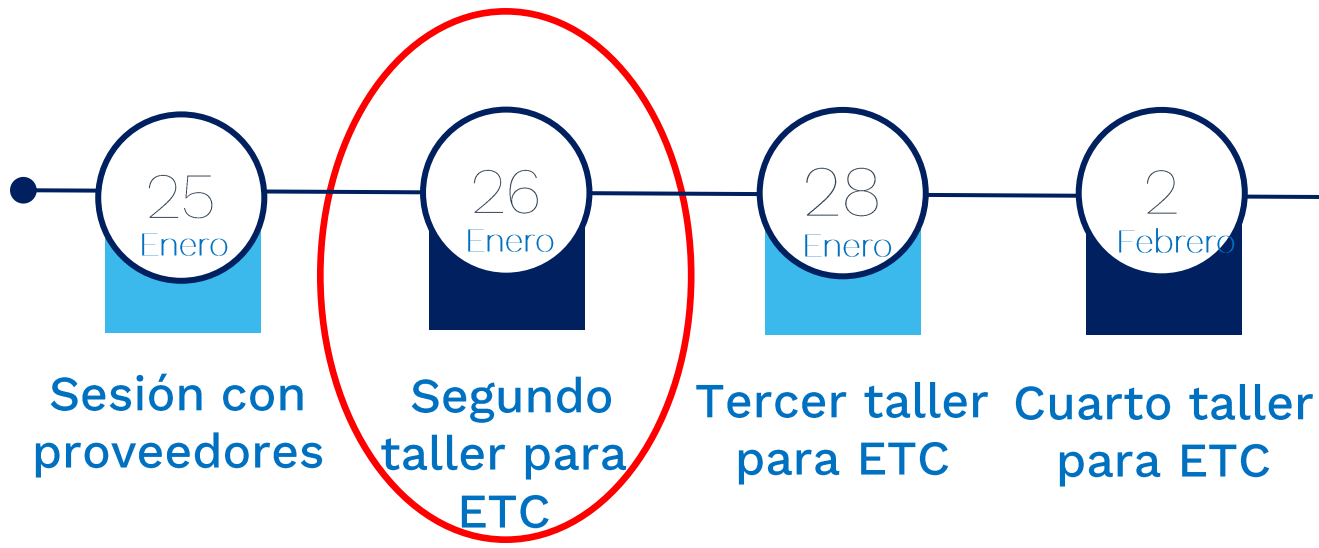 25
Enero
Sesión con
proveedores
26
Enero
Segundo
taller para
ETC
28
Enero
Tercer taller
para ETC
2
Febrero
Cuarto taller
para ETC